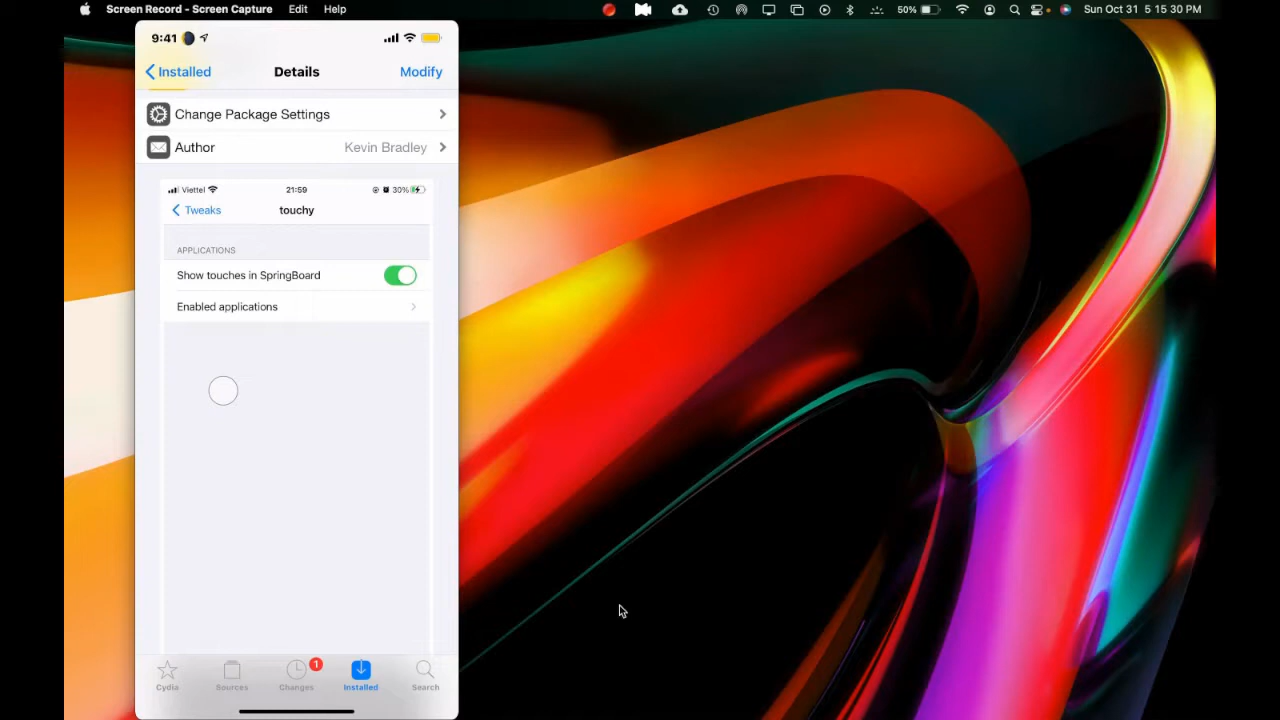 Screen Record - Screen Capture Edit Help 50% Sun Oct 31 5 15 30 PM
9:41
Installed Details Modify
Change Package Settings
Author Kevin Bradley
Viettel 21:59 30%
Tweaks touchy
APPLICATIONS
Show touches in SpringBoard
Enabled applications
1
Cydia Sources Changes Installed Search